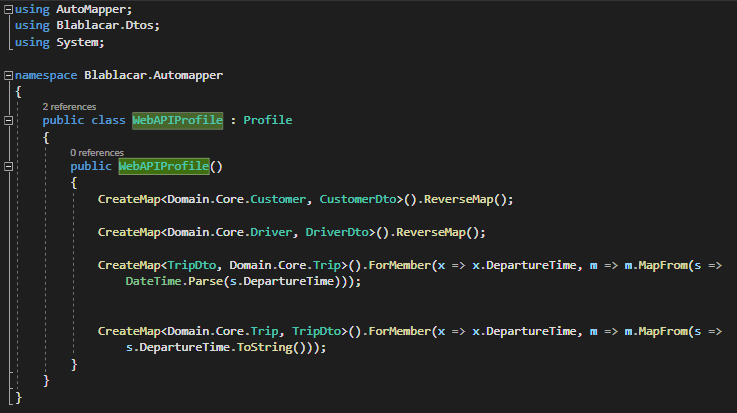 using AutoMapper;
using Blablacar.Dtos;
using System;
namespace Blablacar.Automapper
{
2 references
public class WebAPIProfile : Profile
{
0 references
public WebAPIProfile()
{
CreateMap<Domain.Core.Customer, CustomerDto>().ReverseMap();
CreateMap<Domain.Core.Driver, DriverDto>().ReverseMap();
CreateMap<TripDto, Domain.Core.Trip>().ForMember(x => x.DepartureTime, m => m.MapFrom(s =>
DateTime.Parse(s.DepartureTime)));
CreateMap<Domain.Core.Trip, TripDto>().ForMember(x => x.DepartureTime, m => m.MapFrom(s =>
s.DepartureTime.ToString()));
}
}
}